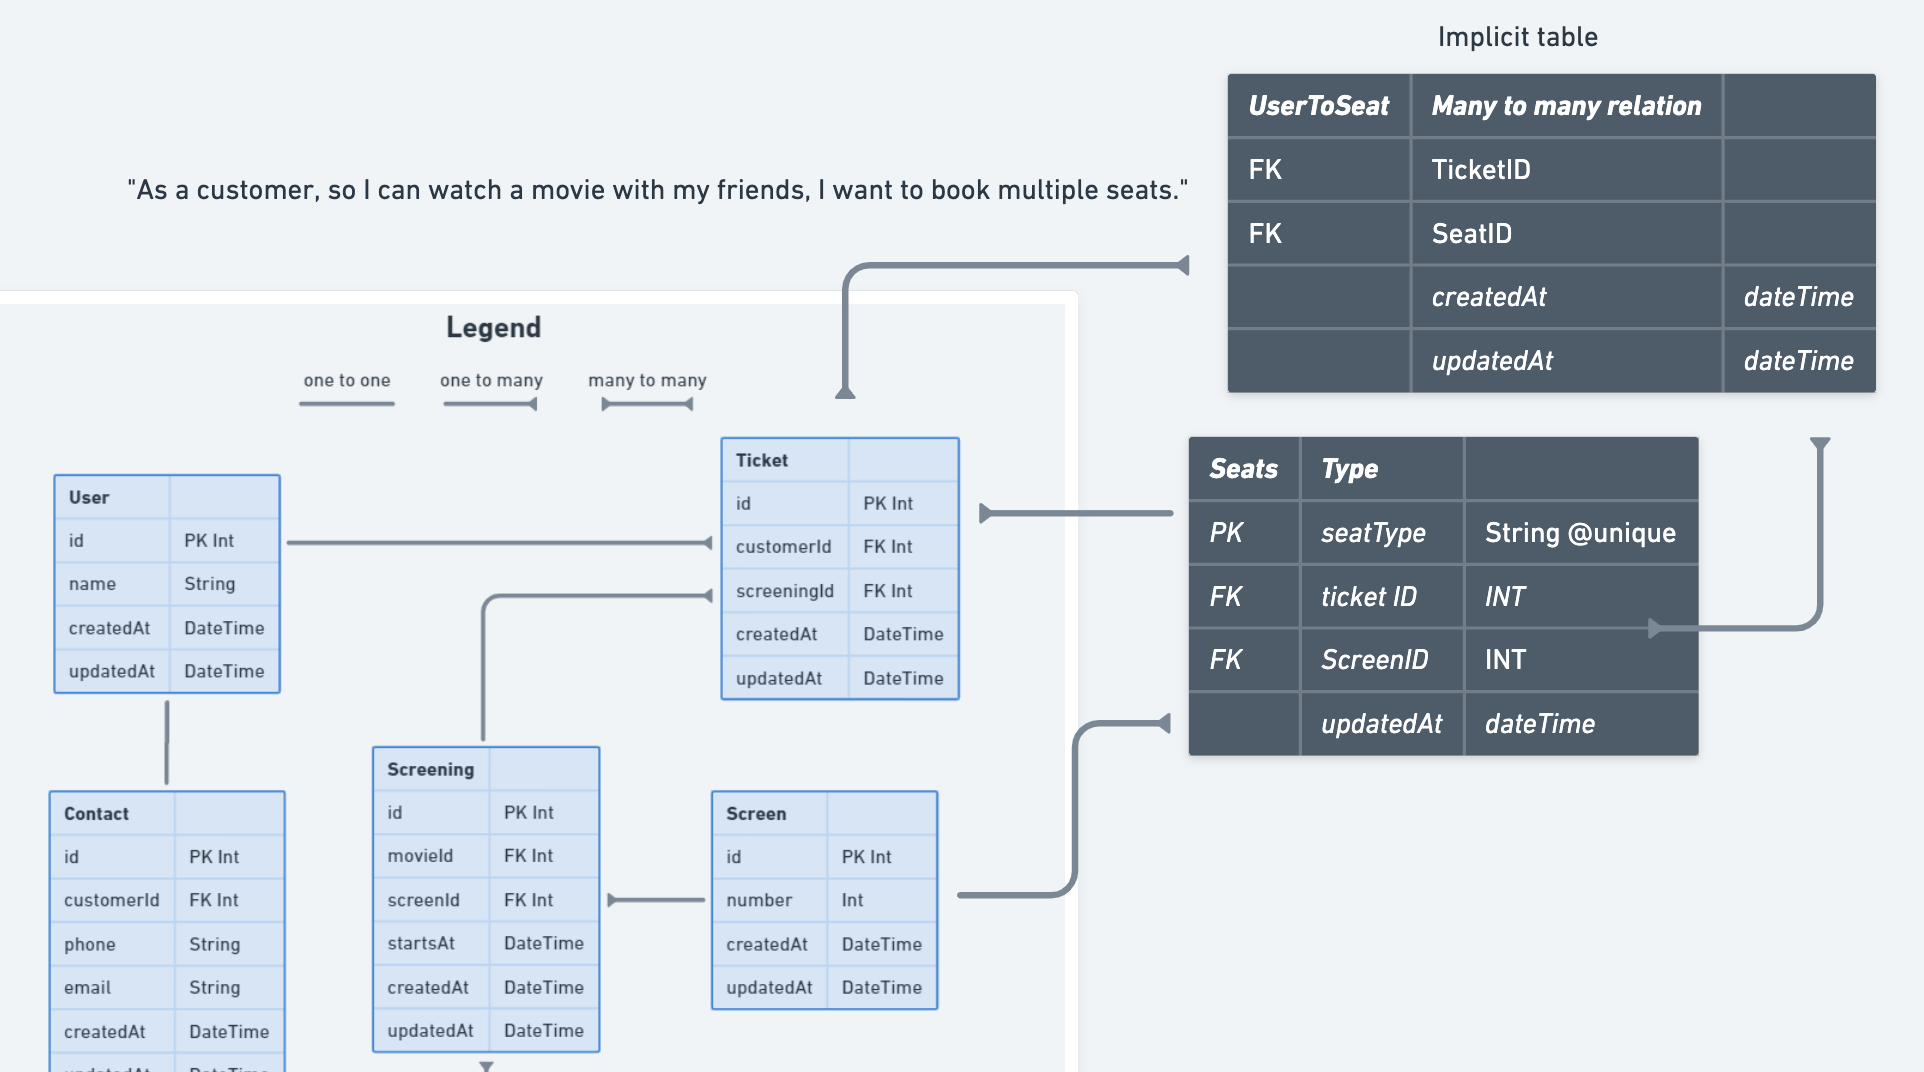 Implicit table
UserToSeat Many to many relation
FK TicketID
FK SeatID
createdAt dateTime
updatedAt dateTime
"As a customer, so I can watch a movie with my friends, I want to book multiple seats."
Legend
one to one one to many many to many
User
id PK Int
name String
createdAt DateTime
updatedAt DateTime
Ticket
id PK Int
customerId FK Int
screeningId FK Int
createdAt DateTime
updatedAt DateTime
Seats Type
PK seatType String @unique
FK ticket ID INT
FK ScreenID INT
updatedAt dateTime
Contact
id PK Int
customerId FK Int
phone String
email String
createdAt DateTime
updatedAt DateTime
Screening
id PK Int
movieId FK Int
screenId FK Int
startsAt DateTime
createdAt DateTime
updatedAt DateTime
Screen
id PK Int
number Int
createdAt DateTime
updatedAt DateTime